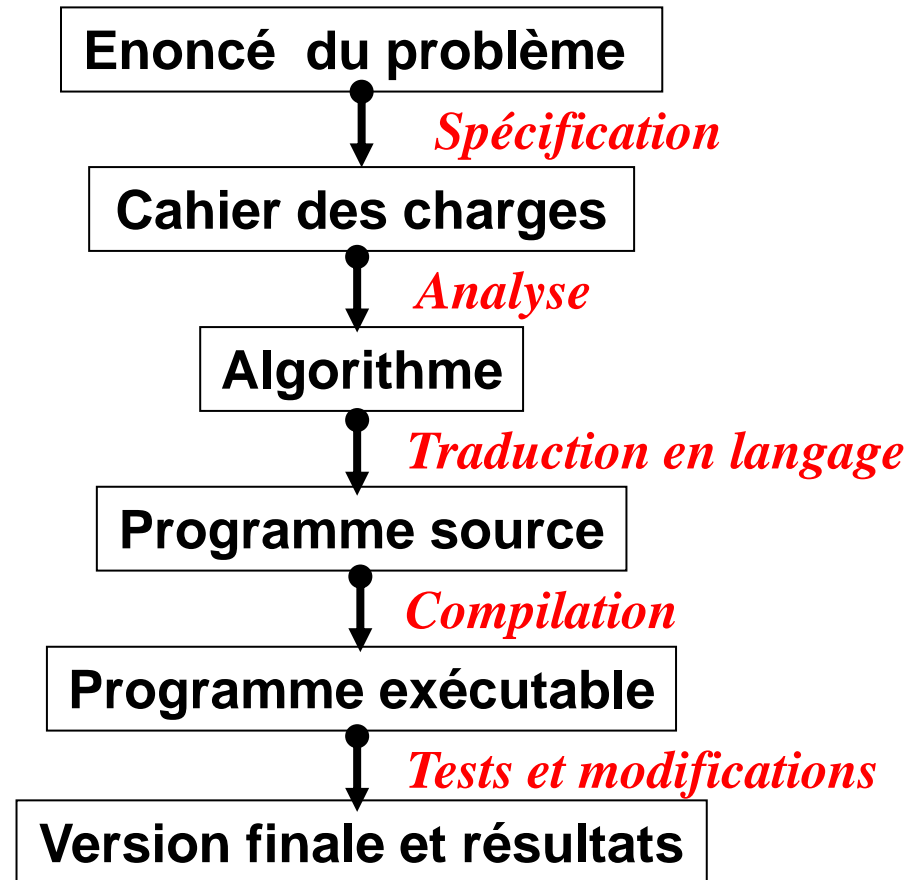 Enoncé du problème
Spécification
Cahier des charges
Analyse
Algorithme
Traduction en langage
Programme source
Compilation
Programme exécutable
Tests et modifications
Version finale et résultats